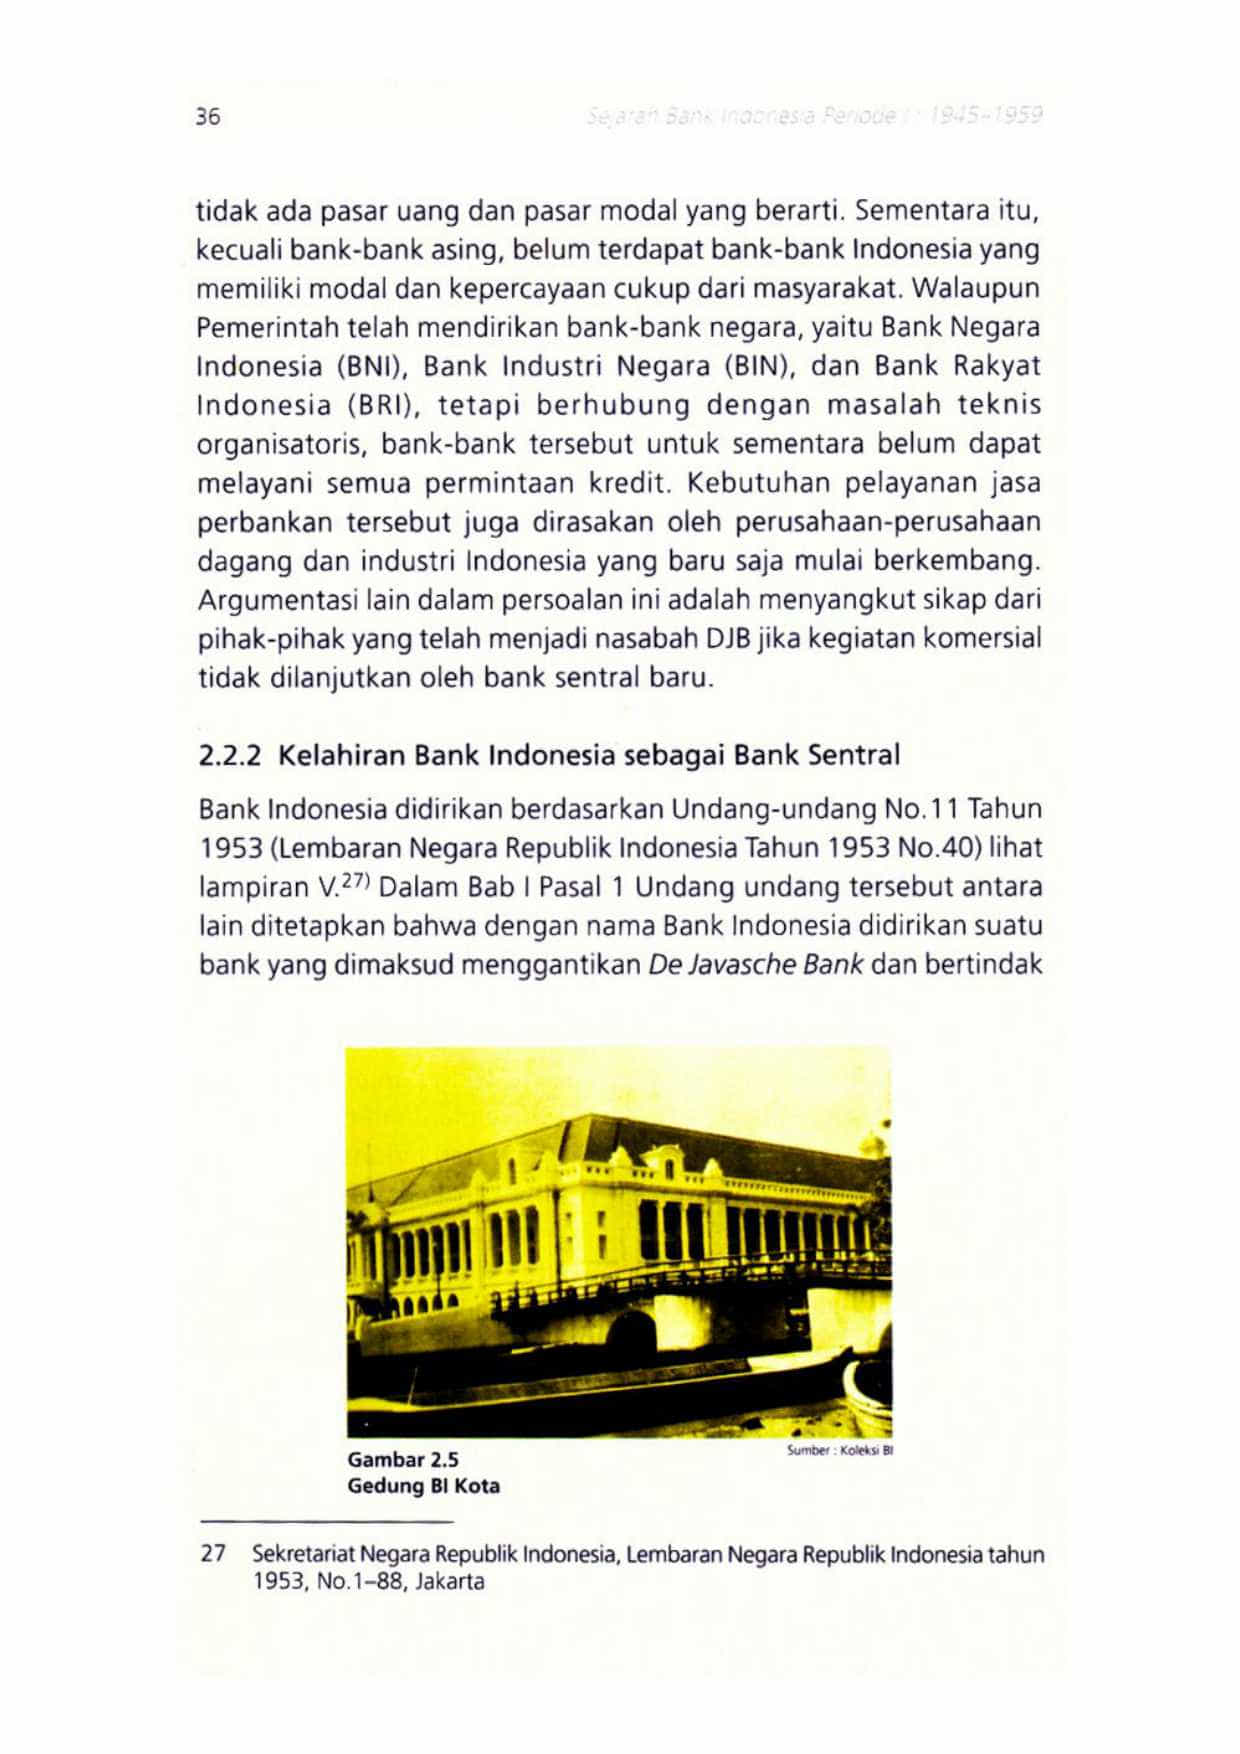 36
Sejarah Bank Indonesia Periode I : 1945–1959
tidak ada pasar uang dan pasar modal yang berarti. Sementara itu,
kecuali bank-bank asing, belum terdapat bank-bank Indonesia yang
memiliki modal dan kepercayaan cukup dari masyarakat. Walaupun
Pemerintah telah mendirikan bank-bank negara, yaitu Bank Negara
Indonesia (BNI), Bank Industri Negara (BIN), dan Bank Rakyat
Indonesia (BRI), tetapi berhubung dengan masalah teknis
organisatoris, bank-bank tersebut untuk sementara belum dapat
melayani semua permintaan kredit. Kebutuhan pelayanan jasa
perbankan tersebut juga dirasakan oleh perusahaan-perusahaan
dagang dan industri Indonesia yang baru saja mulai berkembang.
Argumentasi lain dalam persoalan ini adalah menyangkut sikap dari
pihak-pihak yang telah menjadi nasabah DJB jika kegiatan komersial
tidak dilanjutkan oleh bank sentral baru.
2.2.2 Kelahiran Bank Indonesia sebagai Bank Sentral
Bank Indonesia didirikan berdasarkan Undang-undang No.11 Tahun
1953 (Lembaran Negara Republik Indonesia Tahun 1953 No.40) lihat
lampiran V.27) Dalam Bab I Pasal 1 Undang undang tersebut antara
lain ditetapkan bahwa dengan nama Bank Indonesia didirikan suatu
bank yang dimaksud menggantikan De Javasche Bank dan bertindak
Sumber : Koleksi BI
Gambar 2.5
Gedung BI Kota
27 Sekretariat Negara Republik Indonesia, Lembaran Negara Republik Indonesia tahun
1953, No.1–88, Jakarta